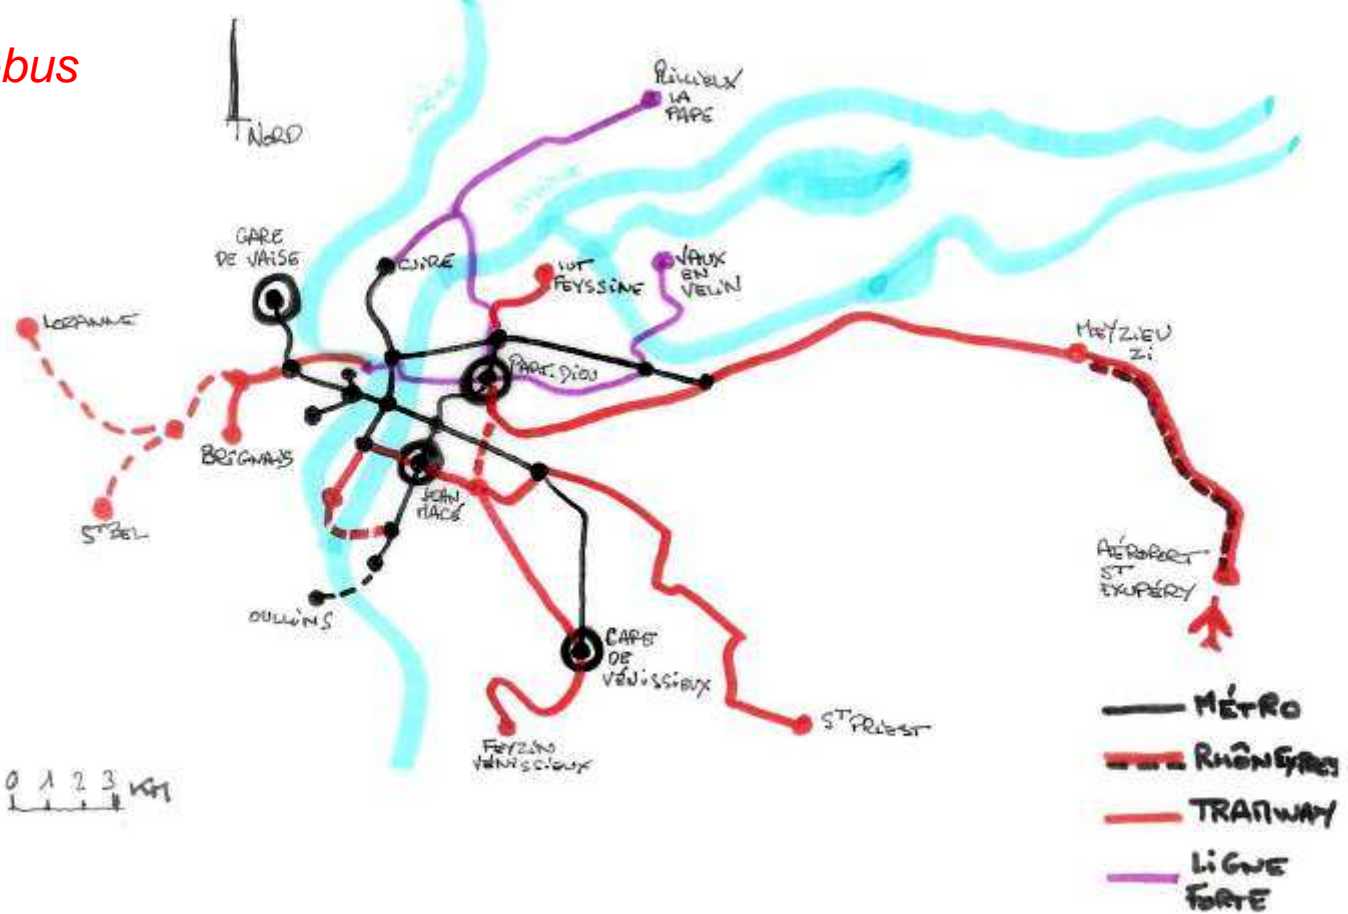 bus
NORD
RILLIEUX
LA
PAPE
GARE
DE VAISE
CUIRE
IUT
FEYSSINE
VAUX
EN
VELIN
LOZANNE
PART.DIEU
MEYZIEU
ZI
BRIGNAIS
JEAN
MACÉ
ST BEL
AÉROPORT
ST
EXUPÉRY
OULLINS
GARE
DE
VÉNISSIEUX
ST PRIEST
FEYZIN
VÉNISSIEUX
0 1 2 3 KM
MÉTRO
TRAMWAY
LIGNE
FORTE